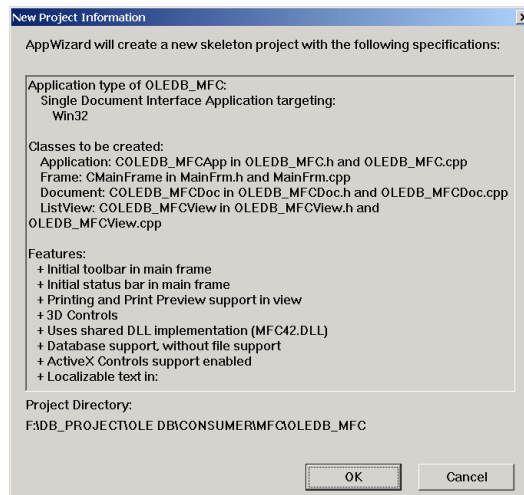 New Project Information
AppWizard will create a new skeleton project with the following specifications:
Application type of OLEDB_MFC:
Single Document Interface Application targeting:
Win32
Classes to be created:
Application: COLEDB_MFCApp in OLEDB_MFC.h and OLEDB_MFC.cpp
Frame: CMainFrame in MainFrm.h and MainFrm.cpp
Document: COLEDB_MFCDoc in OLEDB_MFCDoc.h and OLEDB_MFCDoc.cpp
ListView: COLEDB_MFCView in OLEDB_MFCView.h and
OLEDB_MFCView.cpp
Features:
+ Initial toolbar in main frame
+ Initial status bar in main frame
+ Printing and Print Preview support in view
+ 3D Controls
+ Uses shared DLL implementation (MFC42.DLL)
+ Database support, without file support
+ ActiveX Controls support enabled
+ Localizable text in:
Project Directory:
F:\DB_PROJECT\OLE DB\CONSUMER\MFC\OLEDB_MFC
OK Cancel